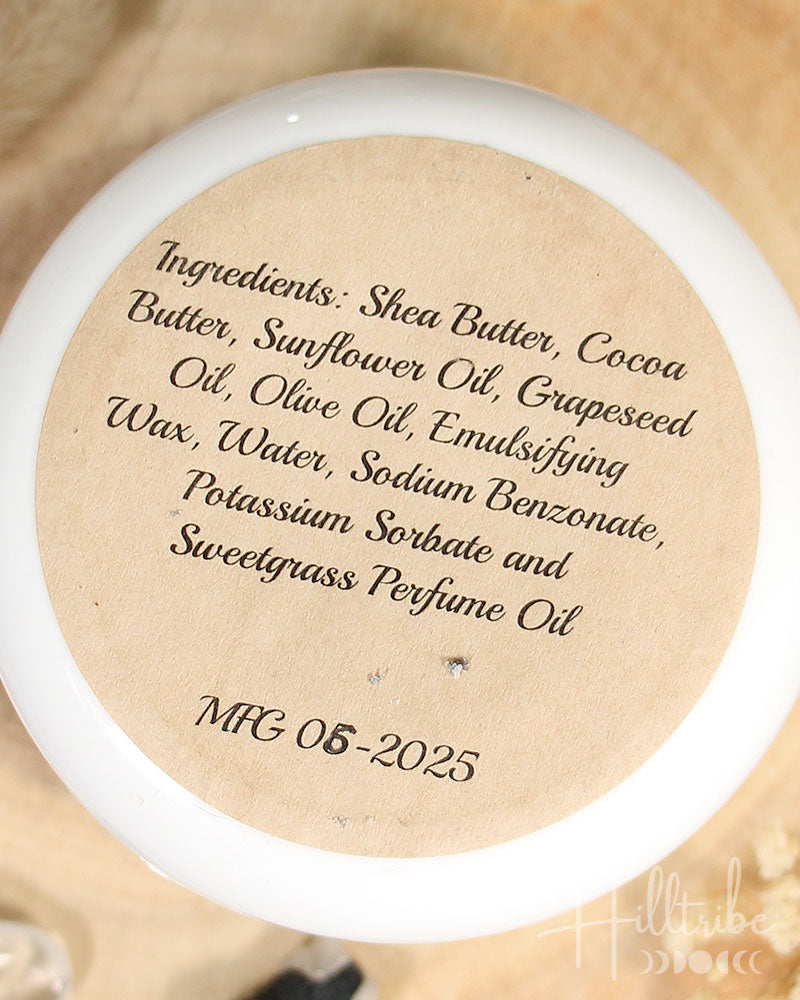 Ingredients: Shea Butter, Cocoa
Butter, Sunflower Oil, Grapeseed
Oil, Olive Oil, Emulsifying
Wax, Water, Sodium Benzonate,
Potassium Sorbate and
Sweetgrass Perfume Oil
MFG 05-2025
Hilltribe